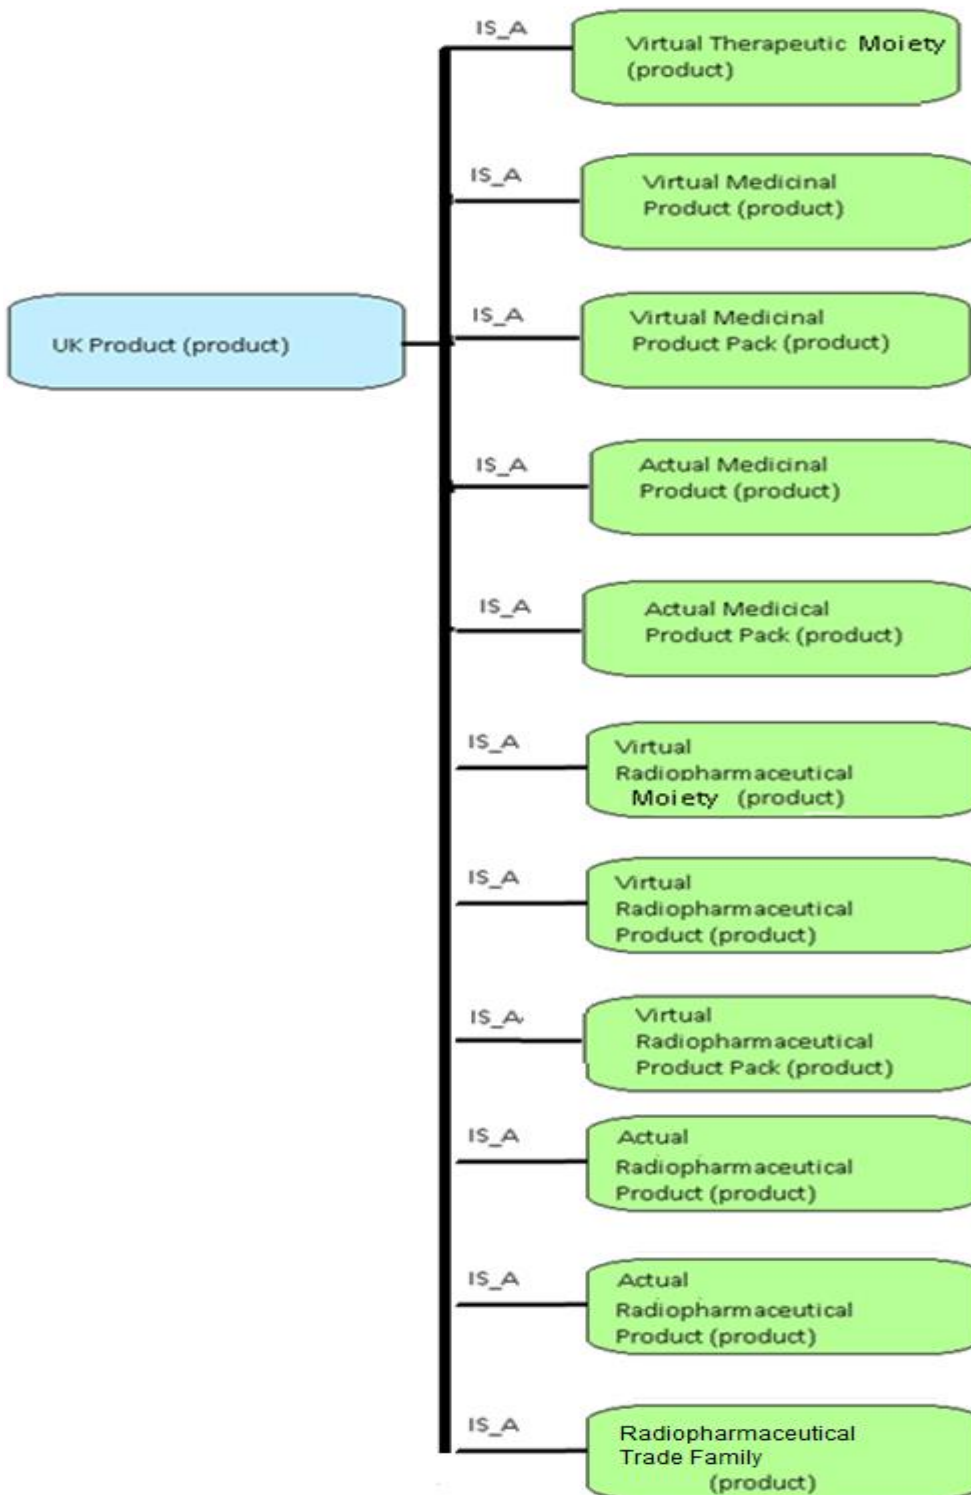 IS_A
Virtual Therapeutic Moiety
(product)
IS_A
Virtual Medicinal
Product (product)
IS_A
Virtual Medicinal
Product Pack (product)
UK Product (product)
IS_A
Actual Medicinal
Product (product)
IS_A
Actual Medicical
Product Pack (product)
IS_A
Virtual
Radiopharmaceutical
Moiety (product)
IS_A
Virtual
Radiopharmaceutical
Product (product)
IS_A
Virtual
Radiopharmaceutical
Product Pack (product)
IS_A
Actual
Radiopharmaceutical
Product (product)
IS_A
Actual
Radiopharmaceutical
Product (product)
IS_A
Radiopharmaceutical
Trade Family
(product)